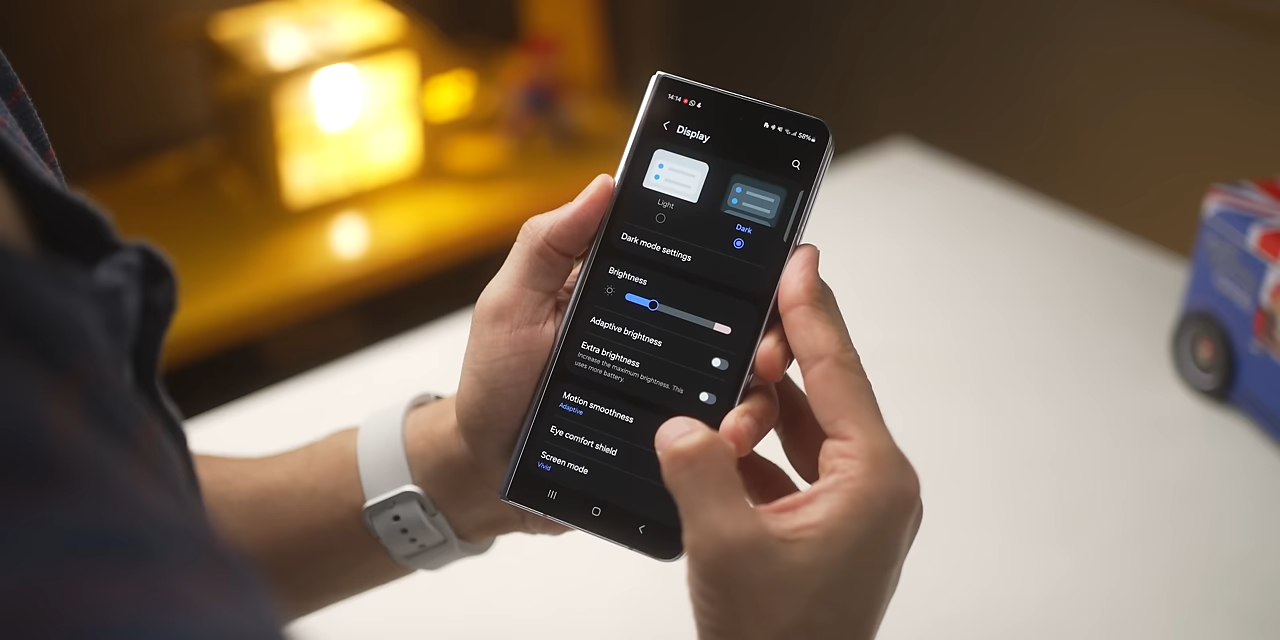 14:14
58%
Display
Light
Dark
Dark mode settings
Brightness
Adaptive brightness
Extra brightness
Increase the maximum brightness. This
uses more battery.
Motion smoothness
Adaptive
Eye comfort shield
Screen mode
Vivid